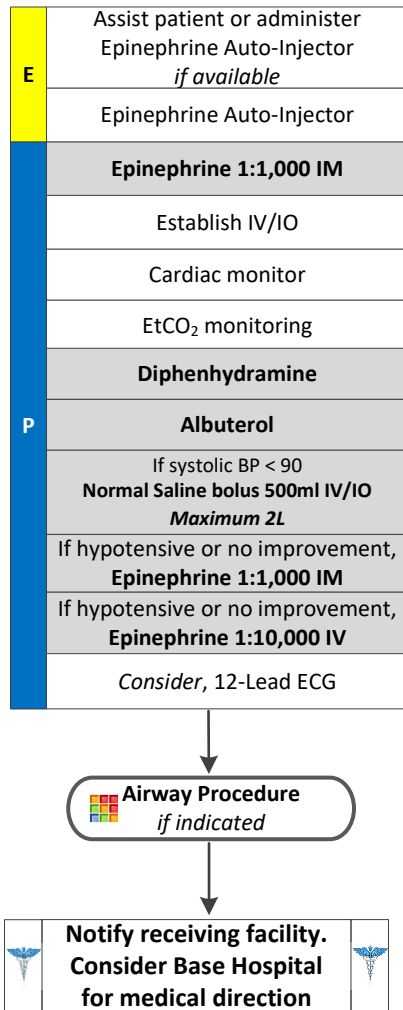 E
Assist patient or administer
Epinephrine Auto-Injector
if available
Epinephrine Auto-Injector
P
Epinephrine 1:1,000 IM
Establish IV/IO
Cardiac monitor
EtCO₂ monitoring
Diphenhydramine
Albuterol
If systolic BP < 90
Normal Saline bolus 500ml IV/IO
Maximum 2L
If hypotensive or no improvement,
Epinephrine 1:1,000 IM
If hypotensive or no improvement,
Epinephrine 1:10,000 IV
Consider, 12-Lead ECG
Airway Procedure
if indicated
Notify receiving facility.
Consider Base Hospital
for medical direction